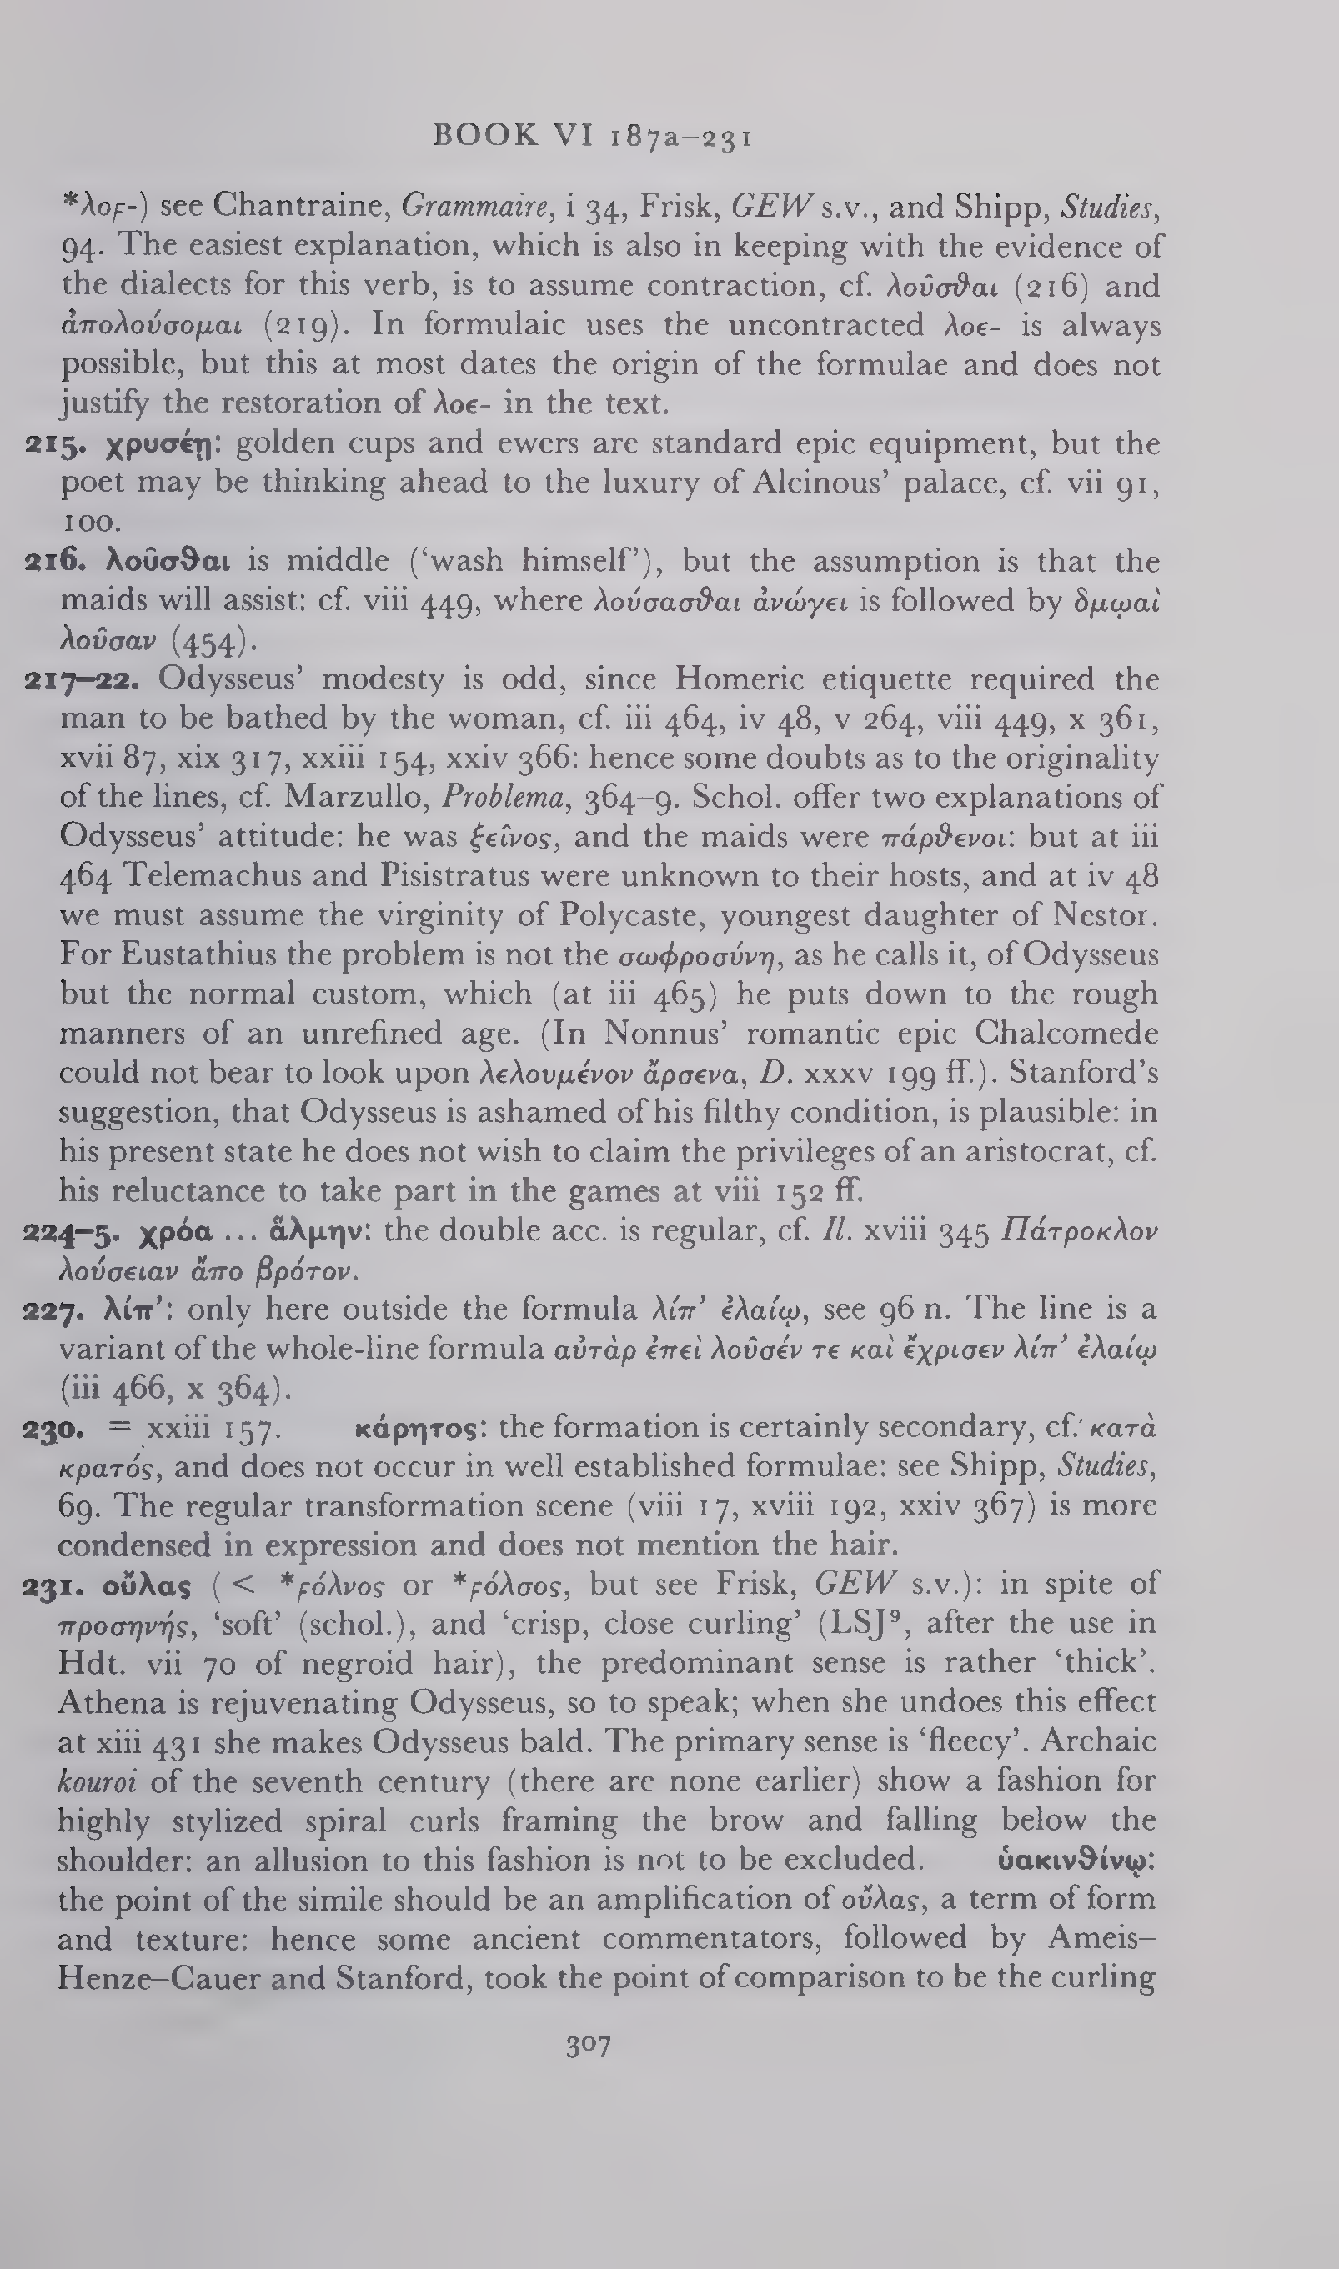 BOOK VI 187a–231
*λοϝ-) see Chantraine, Grammaire, i 34, Frisk, GEW s.v., and Shipp, Studies,
94. The easiest explanation, which is also in keeping with the evidence of
the dialects for this verb, is to assume contraction, cf. λοῦσϑαι (216) and
ἀπολούσομαι (219). In formulaic uses the uncontracted λοε- is always
possible, but this at most dates the origin of the formulae and does not
justify the restoration of λοε- in the text.
215. χρυσέῃ: golden cups and ewers are standard epic equipment, but the
poet may be thinking ahead to the luxury of Alcinous’ palace, cf. vii 91,
100.
216. λοῦσϑαι is middle (‘wash himself’), but the assumption is that the
maids will assist: cf. viii 449, where λούσασϑαι ἀνώγει is followed by δμῳαὶ
λοῦσαν (454).
217–22. Odysseus’ modesty is odd, since Homeric etiquette required the
man to be bathed by the woman, cf. iii 464, iv 48, v 264, viii 449, x 361,
xvii 87, xix 317, xxiii 154, xxiv 366: hence some doubts as to the originality
of the lines, cf. Marzullo, Problema, 364–9. Schol. offer two explanations of
Odysseus’ attitude: he was ξεῖνος, and the maids were πάρϑενοι: but at iii
464 Telemachus and Pisistratus were unknown to their hosts, and at iv 48
we must assume the virginity of Polycaste, youngest daughter of Nestor.
For Eustathius the problem is not the σωφροσύνη, as he calls it, of Odysseus
but the normal custom, which (at iii 465) he puts down to the rough
manners of an unrefined age. (In Nonnus’ romantic epic Chalcomede
could not bear to look upon λελουμένον ἄρσενα, D. xxxv 199 ff.). Stanford’s
suggestion, that Odysseus is ashamed of his filthy condition, is plausible: in
his present state he does not wish to claim the privileges of an aristocrat, cf.
his reluctance to take part in the games at viii 152 ff.
224–5. χρόα ... ἅλμην: the double acc. is regular, cf. Il. xviii 345 Πάτροκλον
λούσειαν ἄπο βρότον.
227. λίπ’: only here outside the formula λίπ’ ἐλαίῳ, see 96 n. The line is a
variant of the whole-line formula αὐτὰρ ἐπεὶ λοῦσέν τε καὶ ἔχρισεν λίπ’ ἐλαίῳ
(iii 466, x 364).
230. = xxiii 157. κάρητος: the formation is certainly secondary, cf. κατὰ
κρατός, and does not occur in well established formulae: see Shipp, Studies,
69. The regular transformation scene (viii 17, xviii 192, xxiv 367) is more
condensed in expression and does not mention the hair.
231. οὔλας ( < *ϝόλνος or *ϝόλσος, but see Frisk, GEW s.v.): in spite of
προσηνής, ‘soft’ (schol.), and ‘crisp, close curling’ (LSJ⁹, after the use in
Hdt. vii 70 of negroid hair), the predominant sense is rather ‘thick’.
Athena is rejuvenating Odysseus, so to speak; when she undoes this effect
at xiii 431 she makes Odysseus bald. The primary sense is ‘fleecy’. Archaic
kouroi of the seventh century (there are none earlier) show a fashion for
highly stylized spiral curls framing the brow and falling below the
shoulder: an allusion to this fashion is not to be excluded. ὑακινϑίνῳ:
the point of the simile should be an amplification of οὔλας, a term of form
and texture: hence some ancient commentators, followed by Ameis–
Henze–Cauer and Stanford, took the point of comparison to be the curling
307